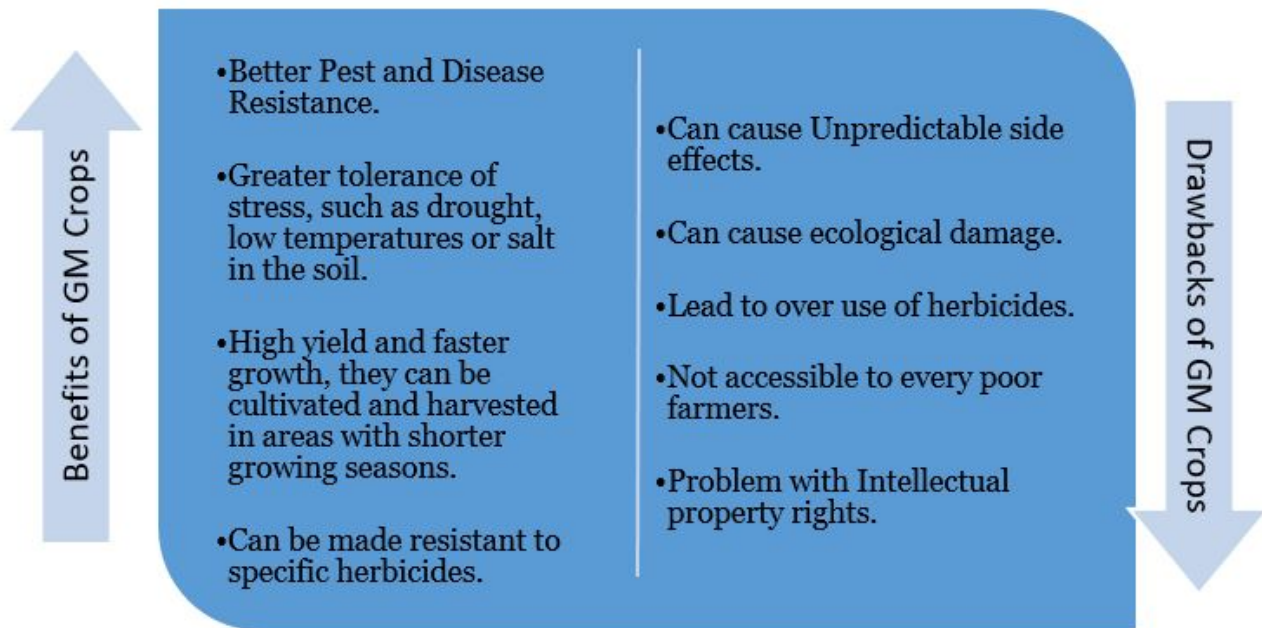 Benefits of GM Crops
•Better Pest and Disease
Resistance.
•Greater tolerance of
stress, such as drought,
low temperatures or salt
in the soil.
•High yield and faster
growth, they can be
cultivated and harvested
in areas with shorter
growing seasons.
•Can be made resistant to
specific herbicides.
•Can cause Unpredictable side
effects.
•Can cause ecological damage.
•Lead to over use of herbicides.
•Not accessible to every poor
farmers.
•Problem with Intellectual
property rights.
Drawbacks of GM Crops